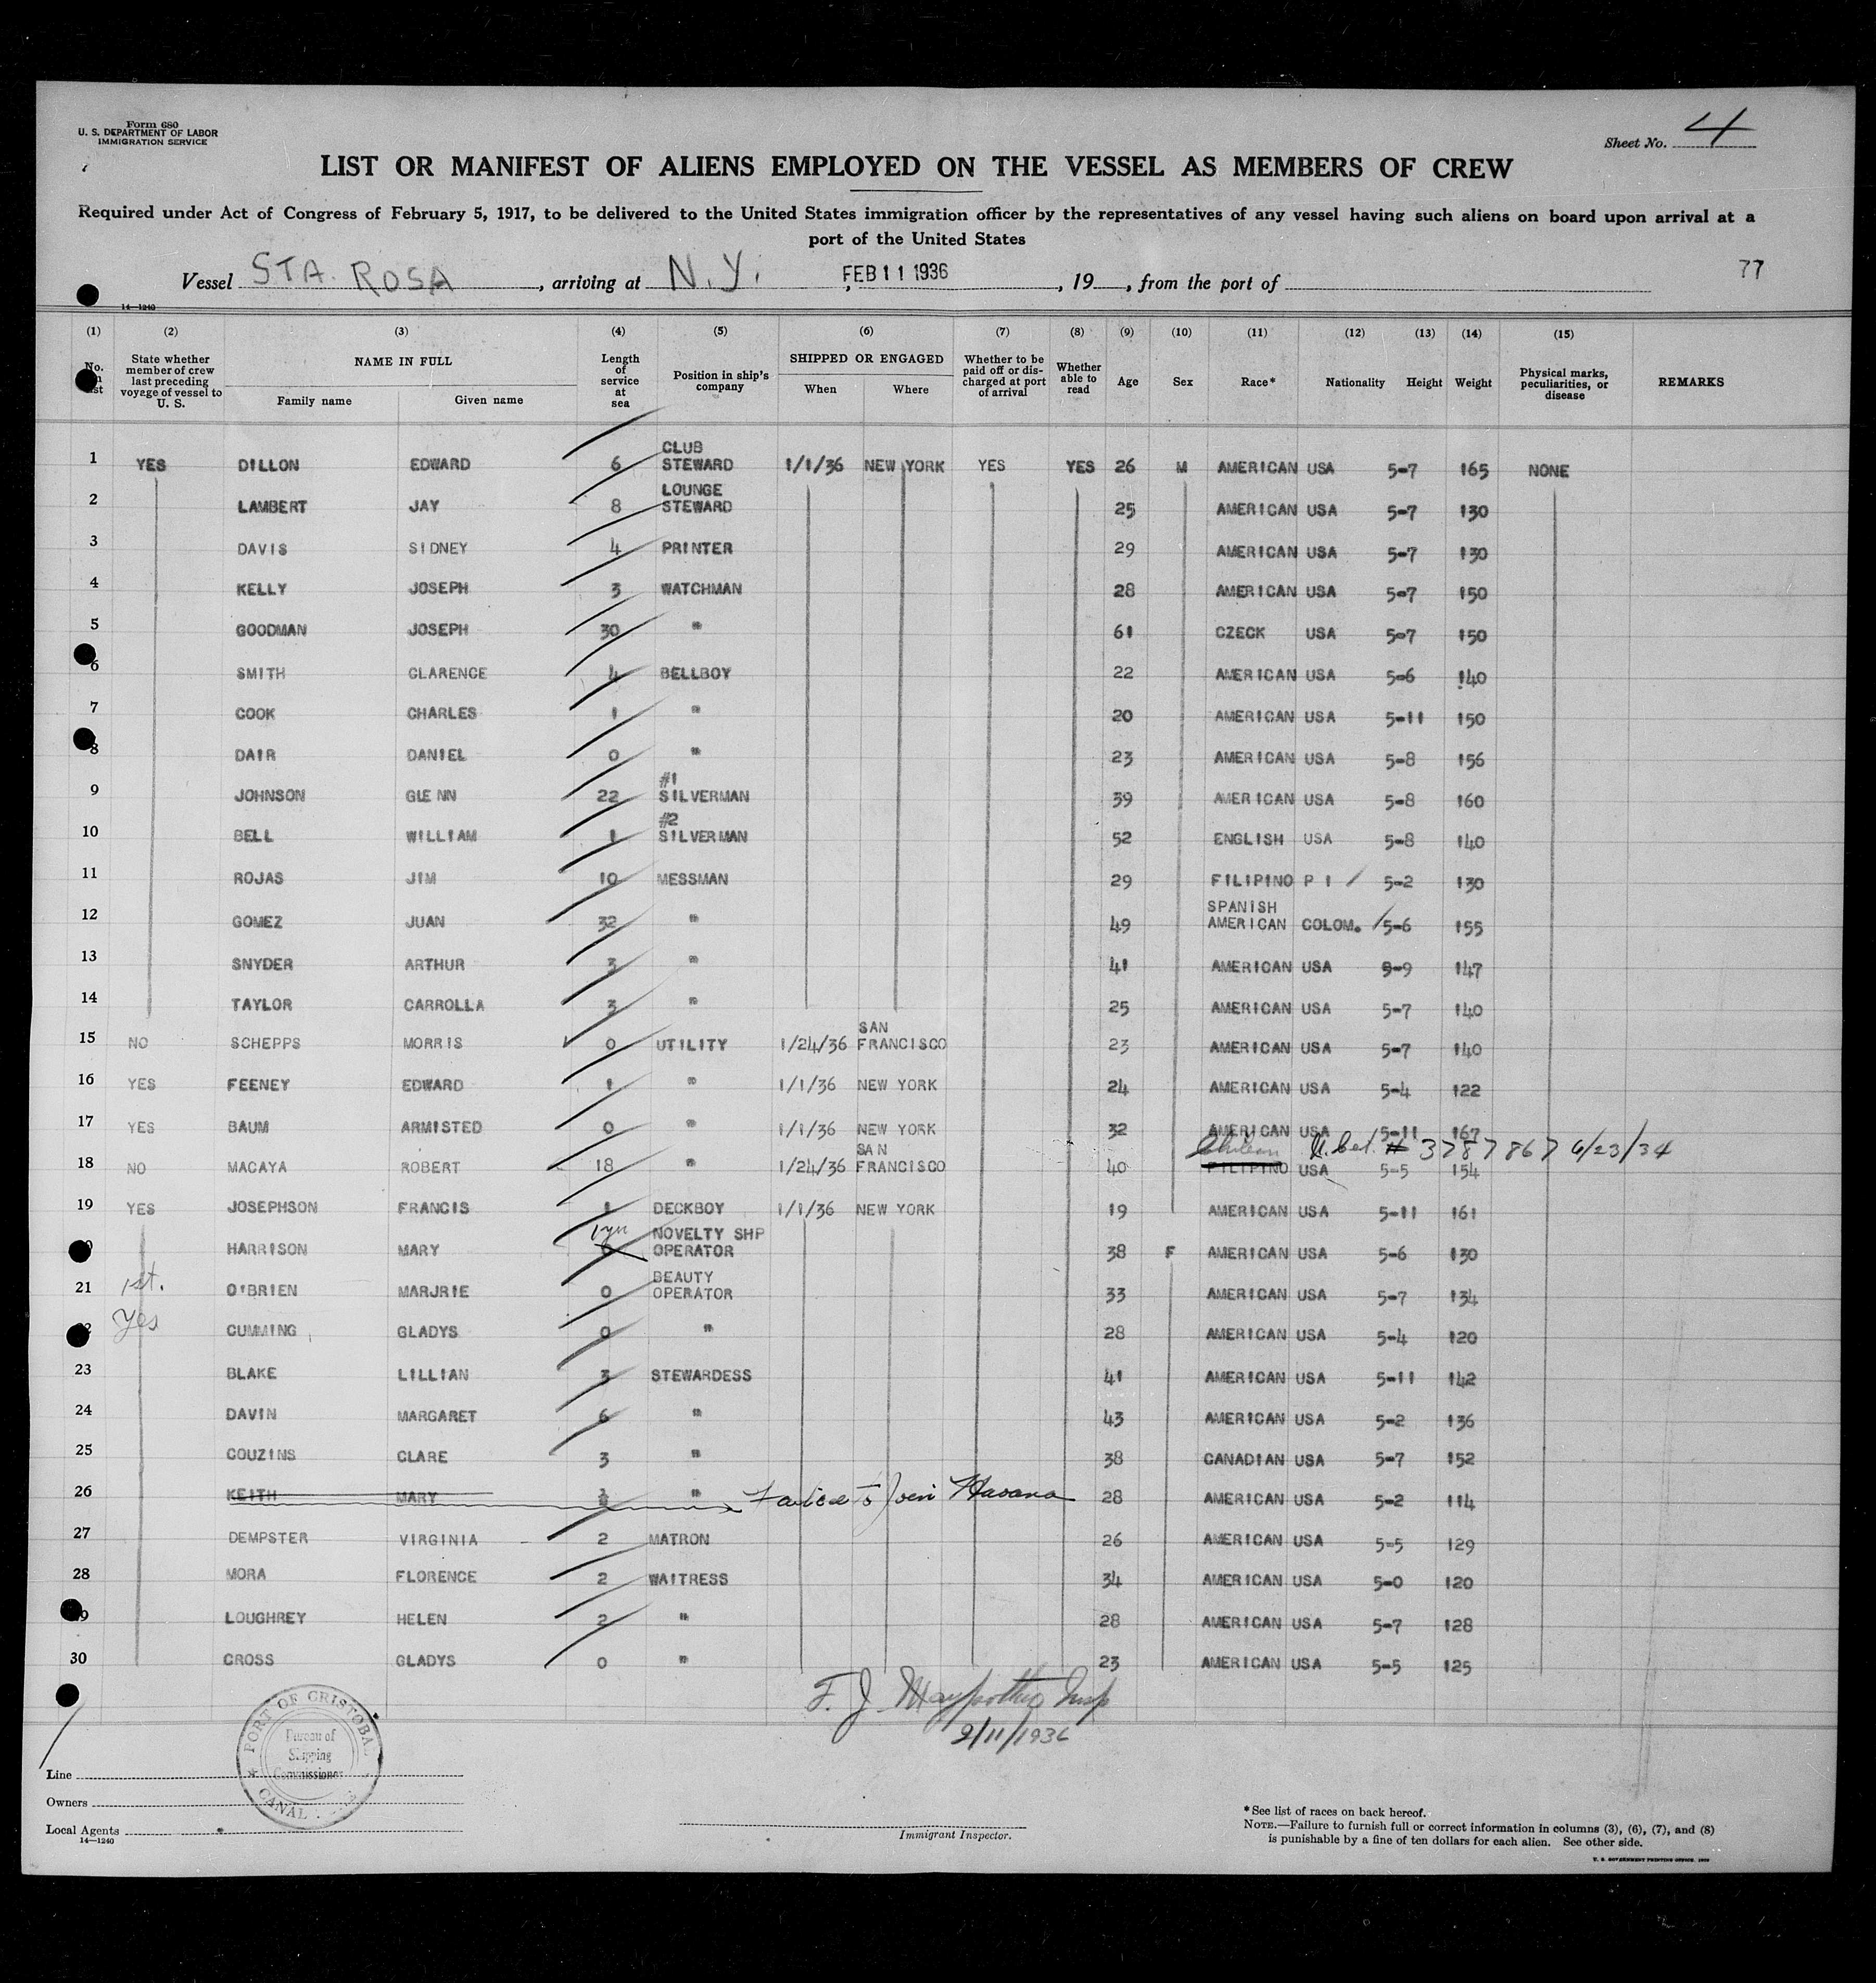 Form 680
U. S. DEPARTMENT OF LABOR
IMMIGRATION SERVICE
Sheet No. 4
LIST OR MANIFEST OF ALIENS EMPLOYED ON THE VESSEL AS MEMBERS OF CREW
Required under Act of Congress of February 5, 1917, to be delivered to the United States immigration officer by the representatives of any vessel having such aliens on board upon arrival at a
port of the United States
Vessel STA. ROSA, arriving at N.Y., FEB 11 1936, 19, from the port of
77
14—1240
(1) (2) (3) (4) (5) (6) (7) (8) (9) (10) (11) (12) (13) (14) (15)
No. State whether member of crew last preceding voyage of vessel to U. S. NAME IN FULL Family name Given name Length of service at sea Position in ship's company SHIPPED OR ENGAGED When Where Whether to be paid off or discharged at port of arrival Whether able to read Age Sex Race* Nationality Height Weight Physical marks, peculiarities, or disease REMARKS
1 YES DILLON EDWARD 6 CLUB STEWARD 1/1/36 NEW YORK YES YES 26 M AMERICAN USA 5-7 165 NONE
2 LAMBERT JAY 8 LOUNGE STEWARD 25 AMERICAN USA 5-7 130
3 DAVIS SIDNEY 4 PRINTER 29 AMERICAN USA 5-7 130
4 KELLY JOSEPH 3 WATCHMAN 28 AMERICAN USA 5-7 150
5 GOODMAN JOSEPH 30 " 61 CZECK USA 5-7 150
6 SMITH CLARENCE 4 BELLBOY 22 AMERICAN USA 5-6 140
7 COOK CHARLES 1 " 20 AMERICAN USA 5-11 150
8 DAIR DANIEL 0 " 23 AMERICAN USA 5-8 156
9 JOHNSON GLENN 22 #1 SILVERMAN 39 AMERICAN USA 5-8 160
10 BELL WILLIAM 1 #2 SILVERMAN 52 ENGLISH USA 5-8 140
11 ROJAS JIM 10 MESSMAN 29 FILIPINO P I / 5-2 130
12 GOMEZ JUAN 32 " 49 SPANISH AMERICAN COLOM. / 5-6 155
13 SNYDER ARTHUR 3 " 41 AMERICAN USA 9-9 147
14 TAYLOR CARROLLA 3 " 25 AMERICAN USA 5-7 140
15 NO SCHEPPS MORRIS 0 UTILITY 1/24/36 SAN FRANCISCO 23 AMERICAN USA 5-7 140
16 YES FEENEY EDWARD 1 " 1/1/36 NEW YORK 24 AMERICAN USA 5-4 122
17 YES BAUM ARMISTED 0 " 1/1/36 NEW YORK 32 AMERICAN USA 5-11 167
Chilean # 3787867 6/23/34
18 NO MACAYA ROBERT 18 " 1/24/36 SAN FRANCISCO 40 FILIPINO USA 5-5 154
19 YES JOSEPHSON FRANCIS 1 DECKBOY 1/1/36 NEW YORK 19 AMERICAN USA 5-11 161
HARRISON MARY 1 yr NOVELTY SHP OPERATOR 38 F AMERICAN USA 5-6 130
21 1st. O'BRIEN MARJRIE 0 BEAUTY OPERATOR 33 AMERICAN USA 5-7 134
Yes CUMMING GLADYS 0 " 28 AMERICAN USA 5-4 120
23 BLAKE LILLIAN 3 STEWARDESS 41 AMERICAN USA 5-11 142
24 DAVIN MARGARET 6 " 43 AMERICAN USA 5-2 136
25 COUZINS CLARE 3 " 38 CANADIAN USA 5-7 152
26 KEITH MARY " Failed to Join Havana 28 AMERICAN USA 5-2 114
27 DEMPSTER VIRGINIA 2 MATRON 26 AMERICAN USA 5-5 129
28 MORA FLORENCE 2 WAITRESS 34 AMERICAN USA 5-0 120
LOUGHREY HELEN 2 " 28 AMERICAN USA 5-7 128
30 CROSS GLADYS 0 " 23 AMERICAN USA 5-5 125
F. J. Insp
2/11/1936
PORT OF CRISTOBAL
Bureau of
Shipping
Commissioner
CANAL
Line
Owners
Local Agents
14—1240
Immigrant Inspector.
*See list of races on back hereof.
NOTE.—Failure to furnish full or correct information in columns (3), (6), (7), and (8)
is punishable by a fine of ten dollars for each alien. See other side.